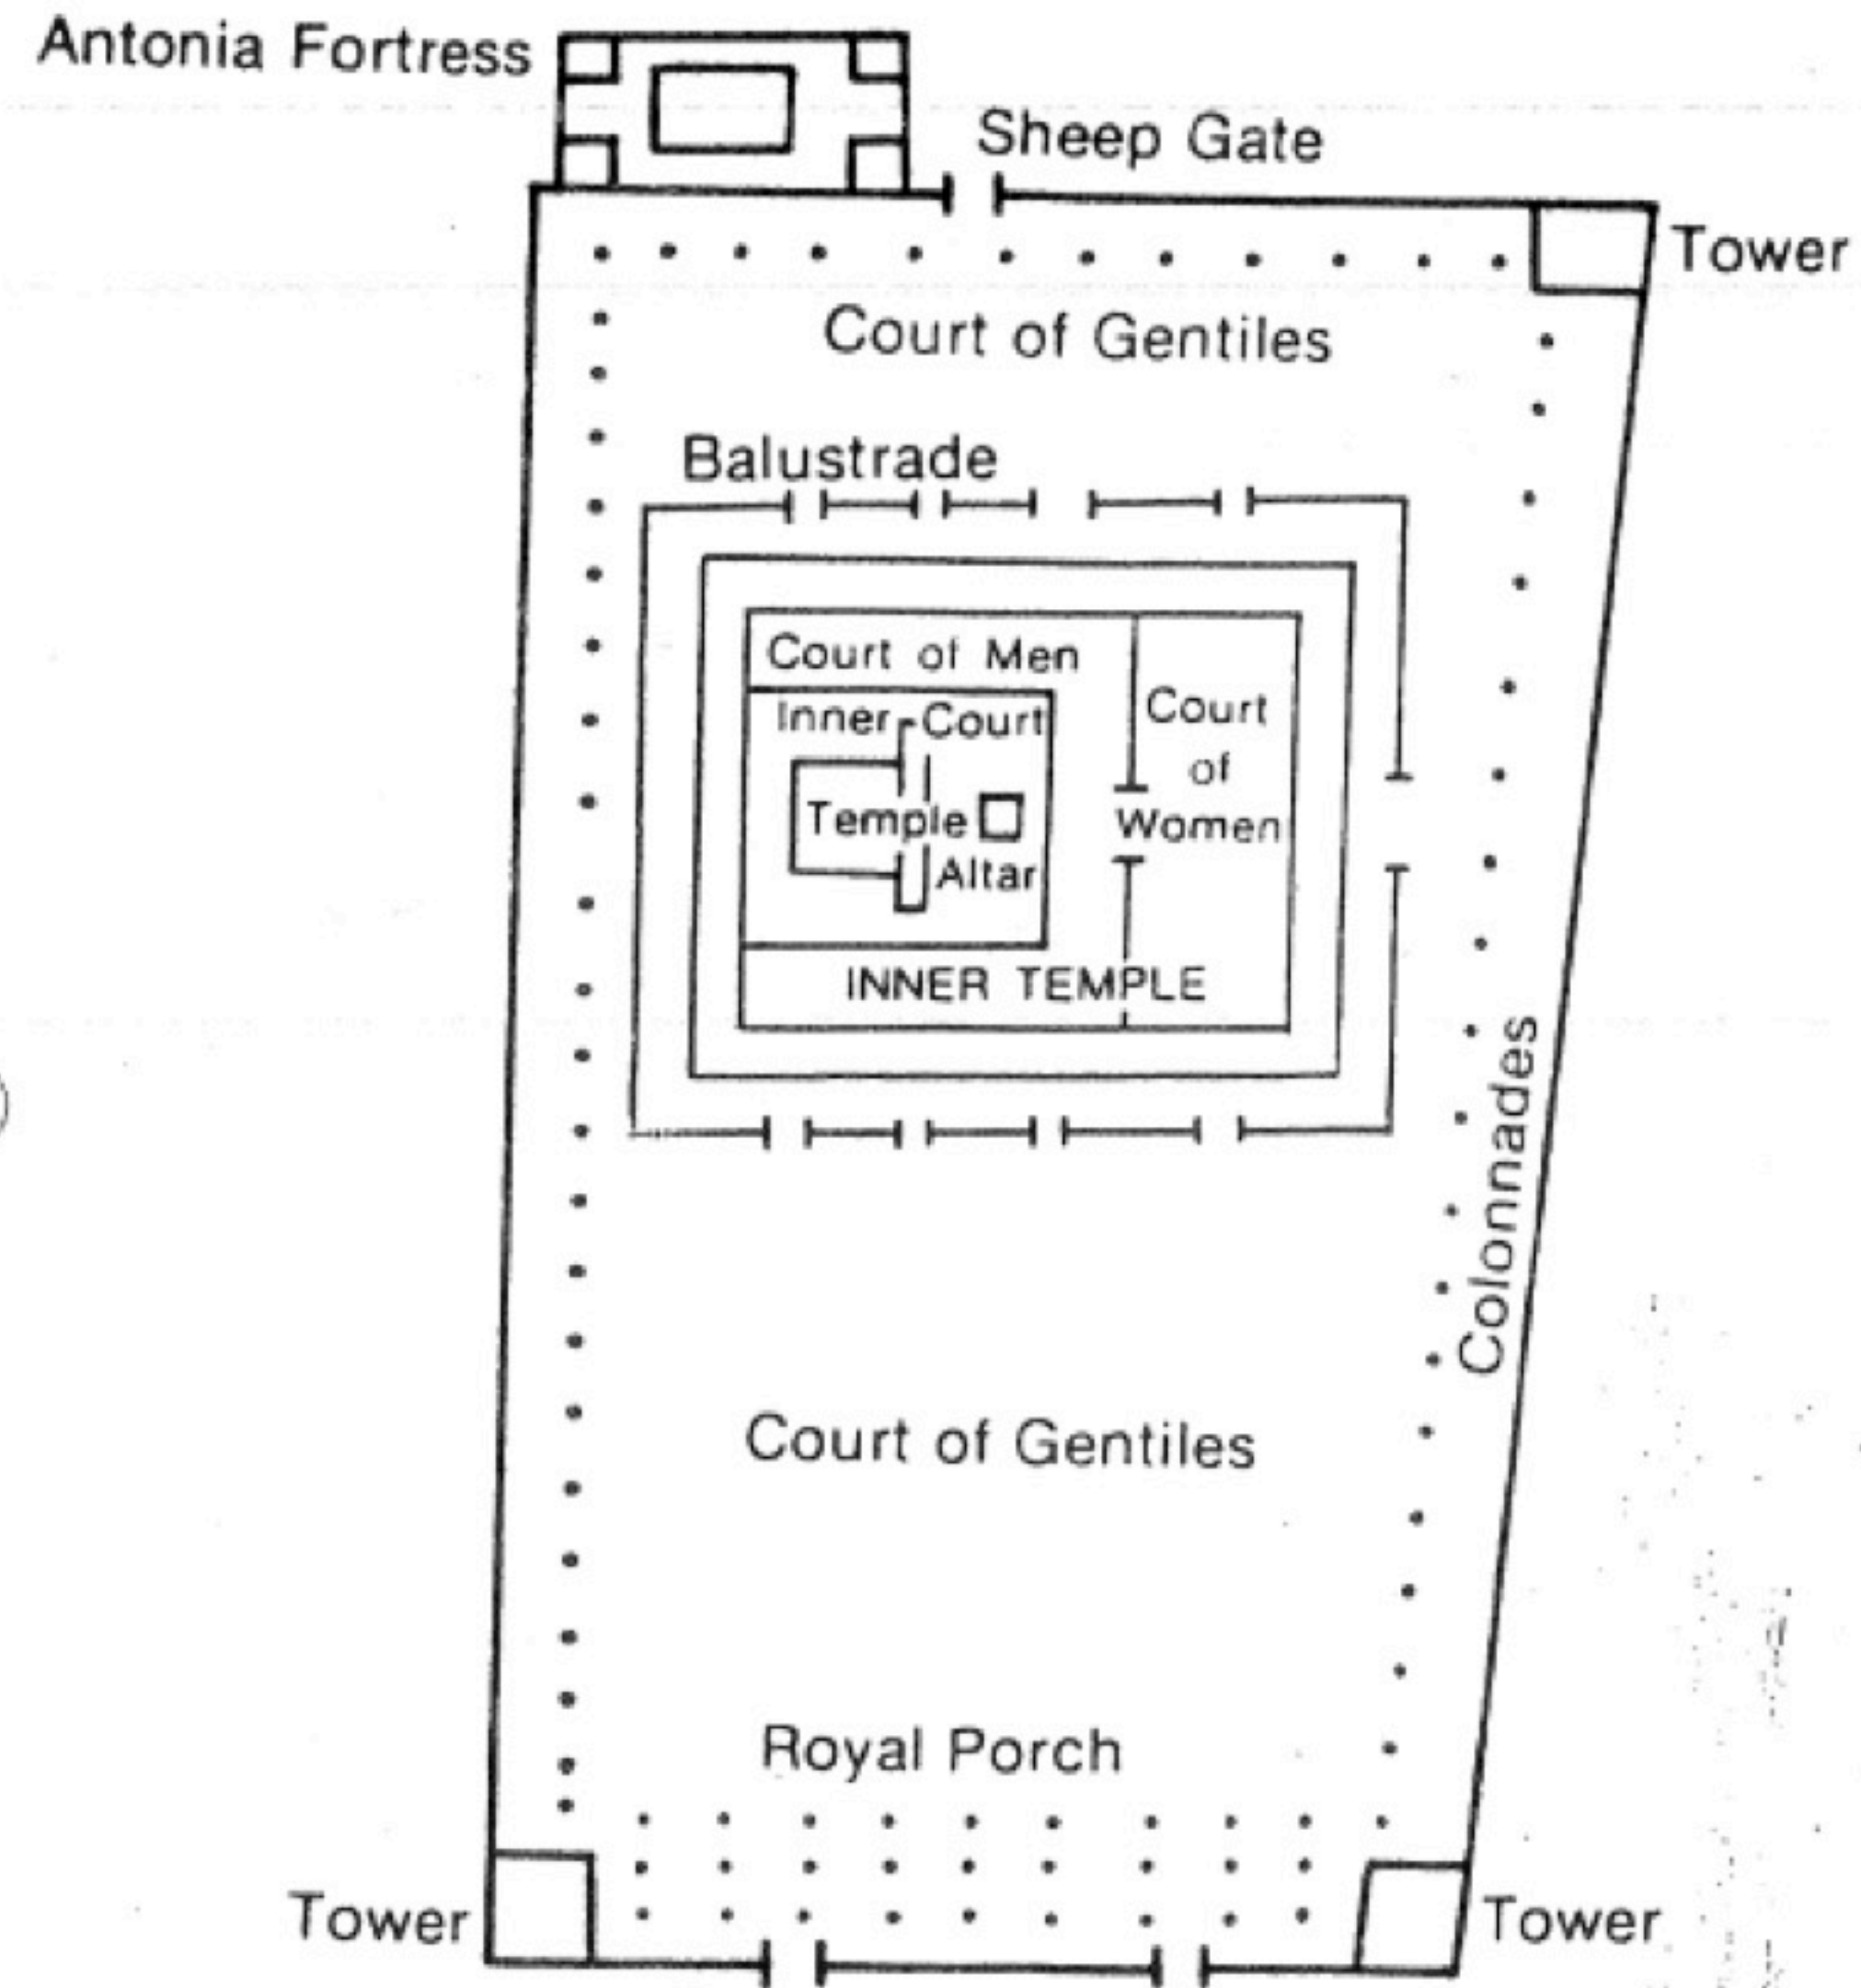 Antonia Fortress
Sheep Gate
Tower
Court of Gentiles
Balustrade
Court of Men
Inner Court
Court
of
Women
Temple
Altar
INNER TEMPLE
Colonnades
Court of Gentiles
Royal Porch
Tower
Tower